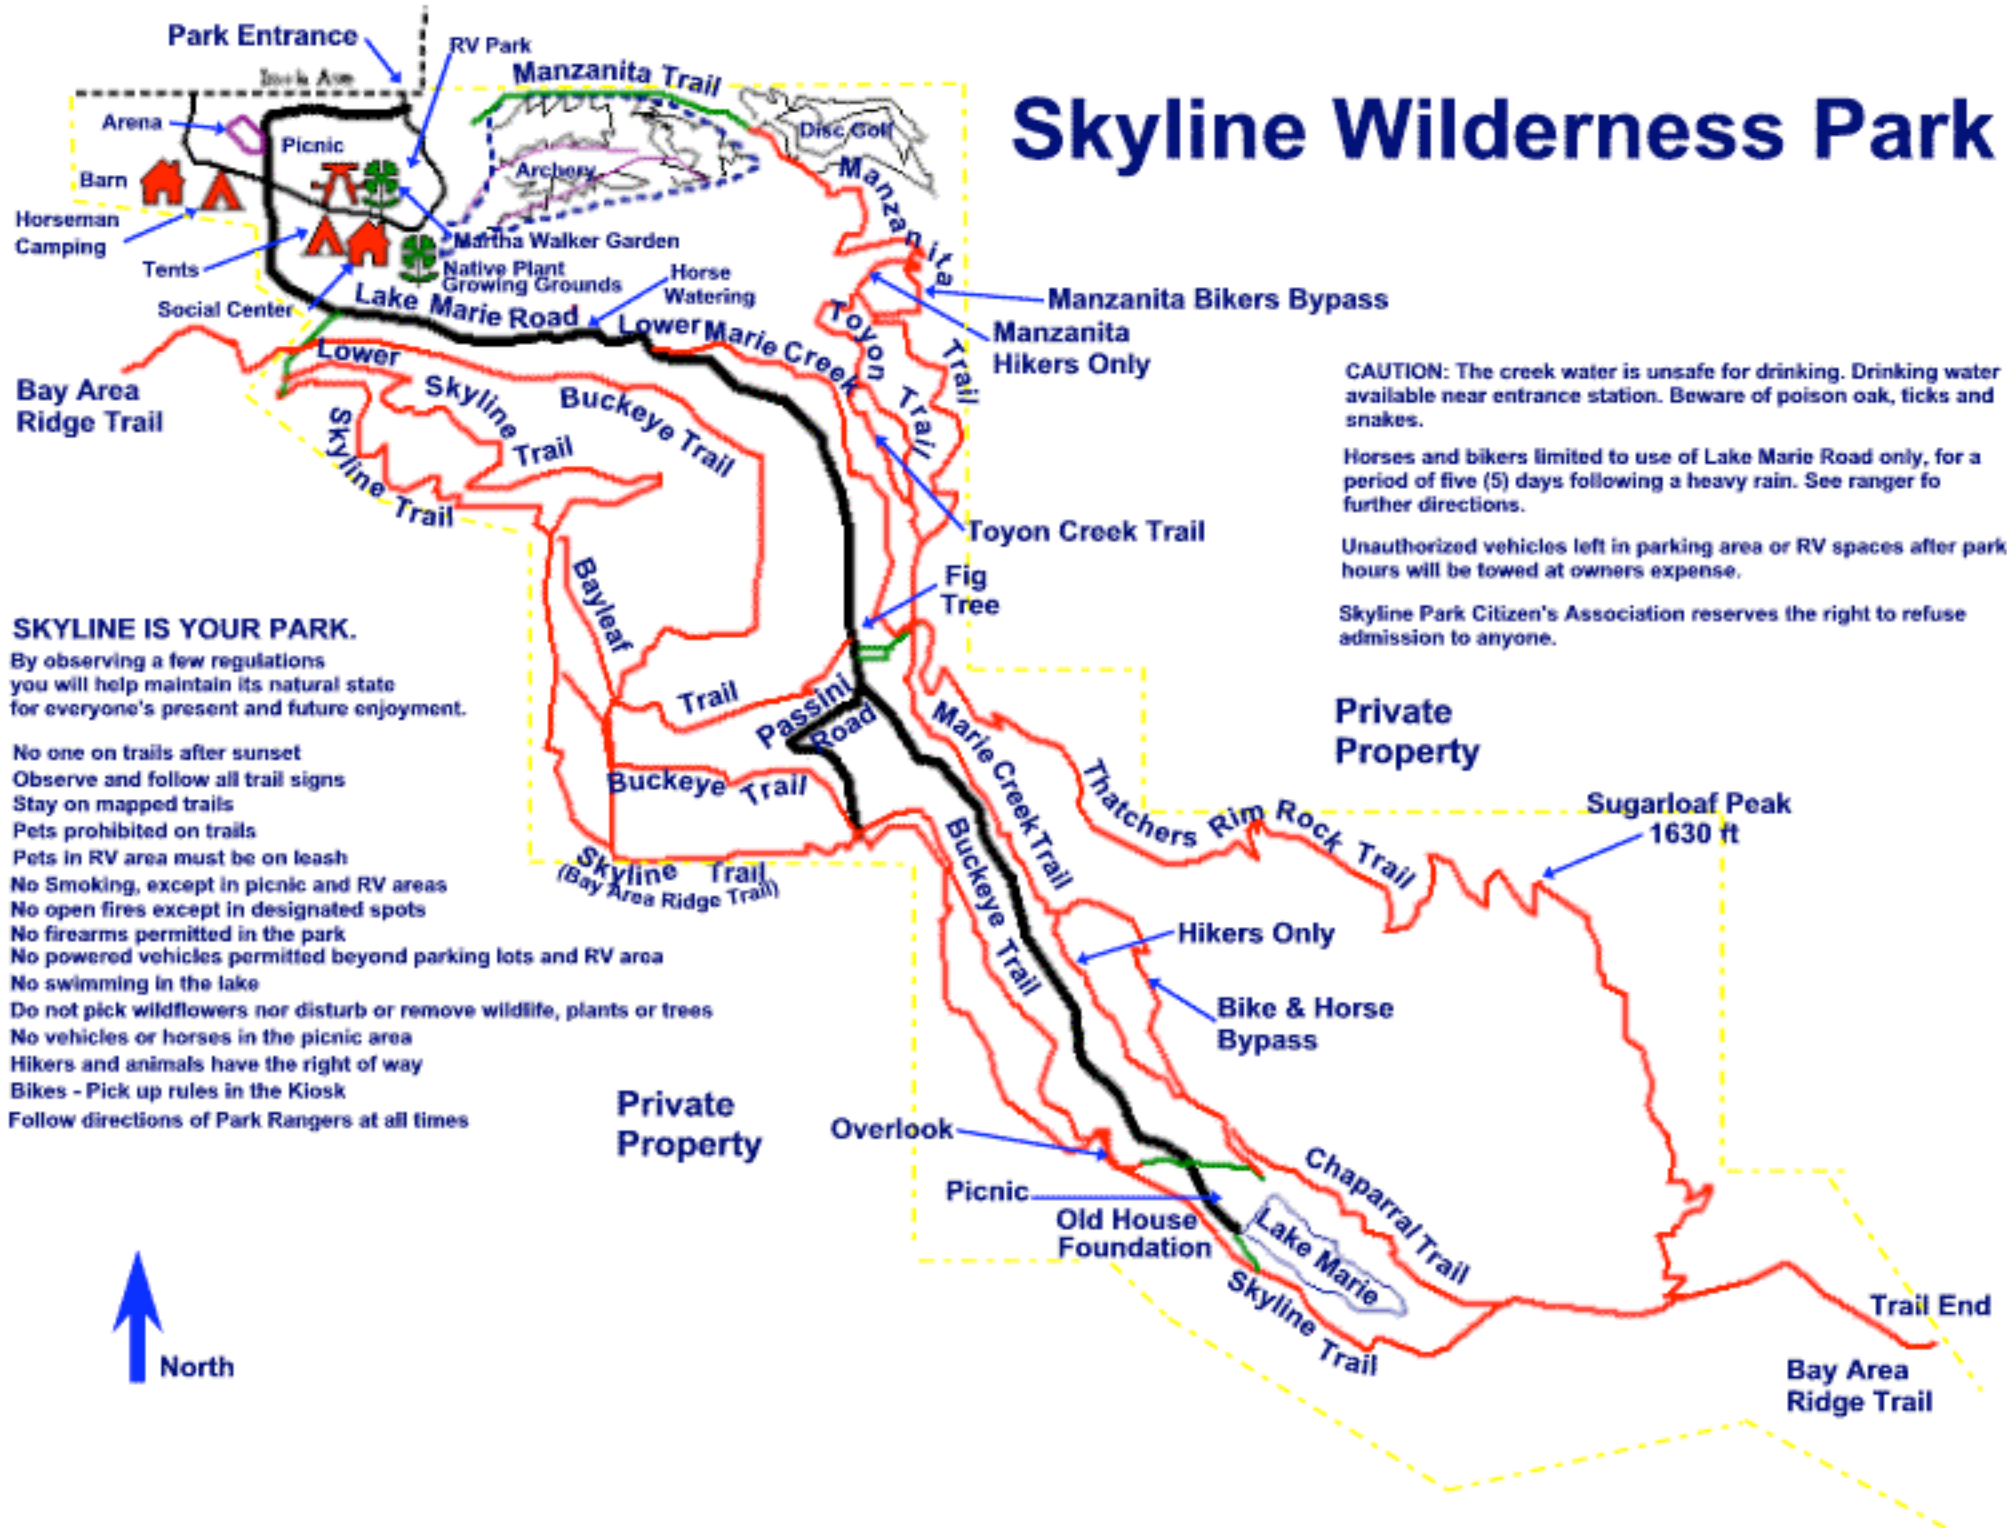 Skyline Wilderness Park
Park Entrance
RV Park
Manzanita Trail
Arena
Picnic
Disc Golf
Archery
Barn
Horseman
Camping
Tents
Social Center
Martha Walker Garden
Native Plant
Growing Grounds
Horse
Watering
Lake Marie Road
Lower Marie Creek
Manzanita Trail
Manzanita Bikers Bypass
Manzanita
Hikers Only
Toyon Trail
Bay Area
Ridge Trail
Lower
Skyline
Trail
Buckeye Trail
Skyline Trail
Toyon Creek Trail
Fig
Tree
Bayleaf
Trail
Passini
Road
Marie Creek Trail
Buckeye Trail
Skyline Trail
(Bay Area Ridge Trail)
Buckeye Trail
Thatchers Rim Rock Trail
Sugarloaf Peak
1630 ft
Hikers Only
Bike & Horse
Bypass
Private
Property
Private
Property
Overlook
Picnic
Old House
Foundation
Lake Marie
Chaparral Trail
Skyline Trail
Trail End
Bay Area
Ridge Trail
North
CAUTION: The creek water is unsafe for drinking. Drinking water
available near entrance station. Beware of poison oak, ticks and
snakes.
Horses and bikers limited to use of Lake Marie Road only, for a
period of five (5) days following a heavy rain. See ranger fo
further directions.
Unauthorized vehicles left in parking area or RV spaces after park
hours will be towed at owners expense.
Skyline Park Citizen's Association reserves the right to refuse
admission to anyone.
SKYLINE IS YOUR PARK.
By observing a few regulations
you will help maintain its natural state
for everyone's present and future enjoyment.
No one on trails after sunset
Observe and follow all trail signs
Stay on mapped trails
Pets prohibited on trails
Pets in RV area must be on leash
No Smoking, except in picnic and RV areas
No open fires except in designated spots
No firearms permitted in the park
No powered vehicles permitted beyond parking lots and RV area
No swimming in the lake
Do not pick wildflowers nor disturb or remove wildlife, plants or trees
No vehicles or horses in the picnic area
Hikers and animals have the right of way
Bikes - Pick up rules in the Kiosk
Follow directions of Park Rangers at all times